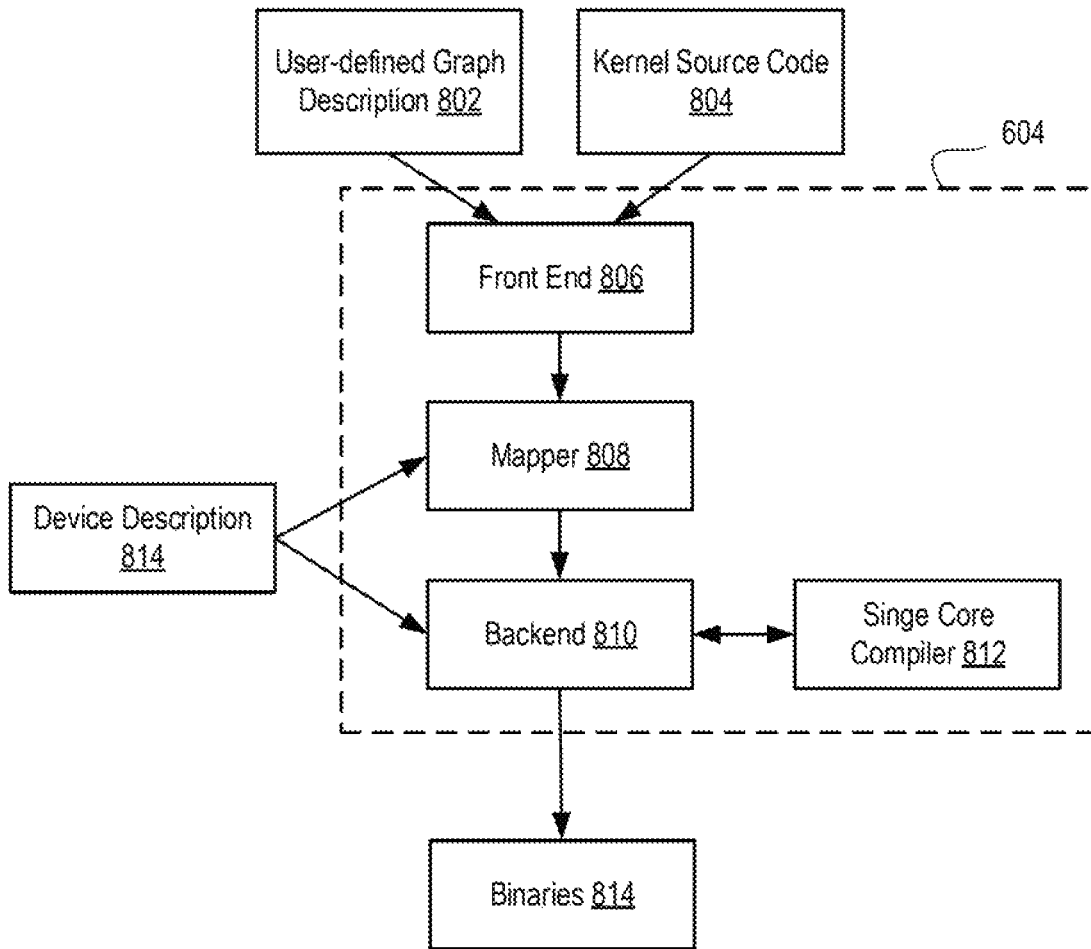 User-defined Graph
Description 802
Kernel Source Code
804
604
Front End 806
Mapper 808
Device Description
814
Backend 810
Singe Core
Compiler 812
Binaries 814